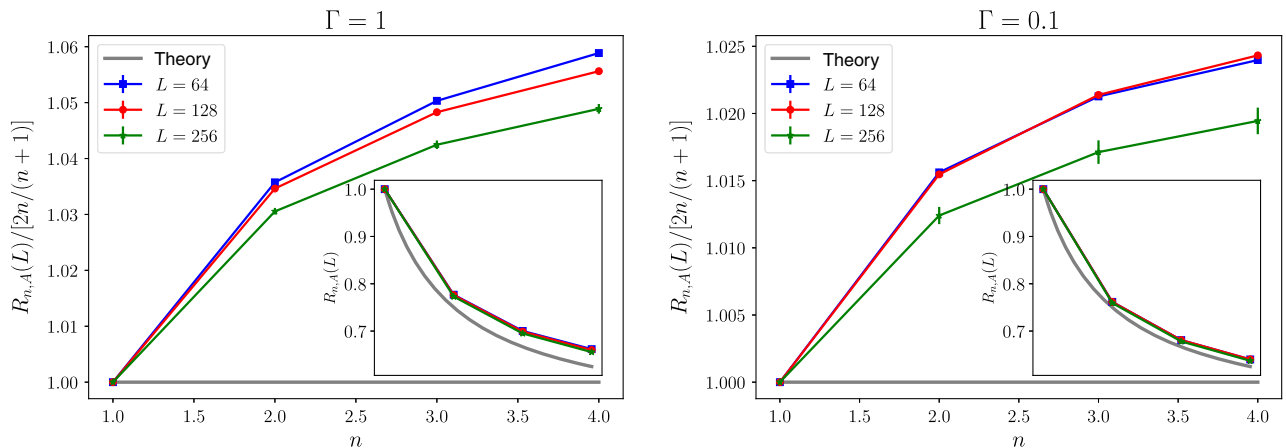 Γ = 1
R_{n,A}(L)/[2n/(n + 1)]
1.06
1.05
1.04
1.03
1.02
1.01
1.00
Theory
L = 64
L = 128
L = 256
R_{n,A}(L)
1.0
0.9
0.8
0.7
1.0 1.5 2.0 2.5 3.0 3.5 4.0
n
Γ = 0.1
R_{n,A}(L)/[2n/(n + 1)]
1.025
1.020
1.015
1.010
1.005
1.000
Theory
L = 64
L = 128
L = 256
R_{n,A}(L)
1.0
0.9
0.8
0.7
1.0 1.5 2.0 2.5 3.0 3.5 4.0
n